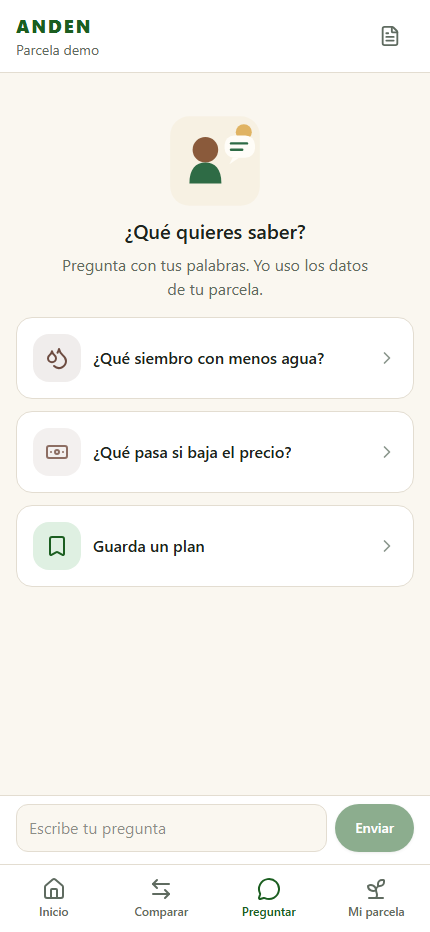 ANDEN
Parcela demo
¿Qué quieres saber?
Pregunta con tus palabras. Yo uso los datos
de tu parcela.
¿Qué siembro con menos agua?
¿Qué pasa si baja el precio?
Guarda un plan
Escribe tu pregunta
Enviar
Inicio
Comparar
Preguntar
Mi parcela